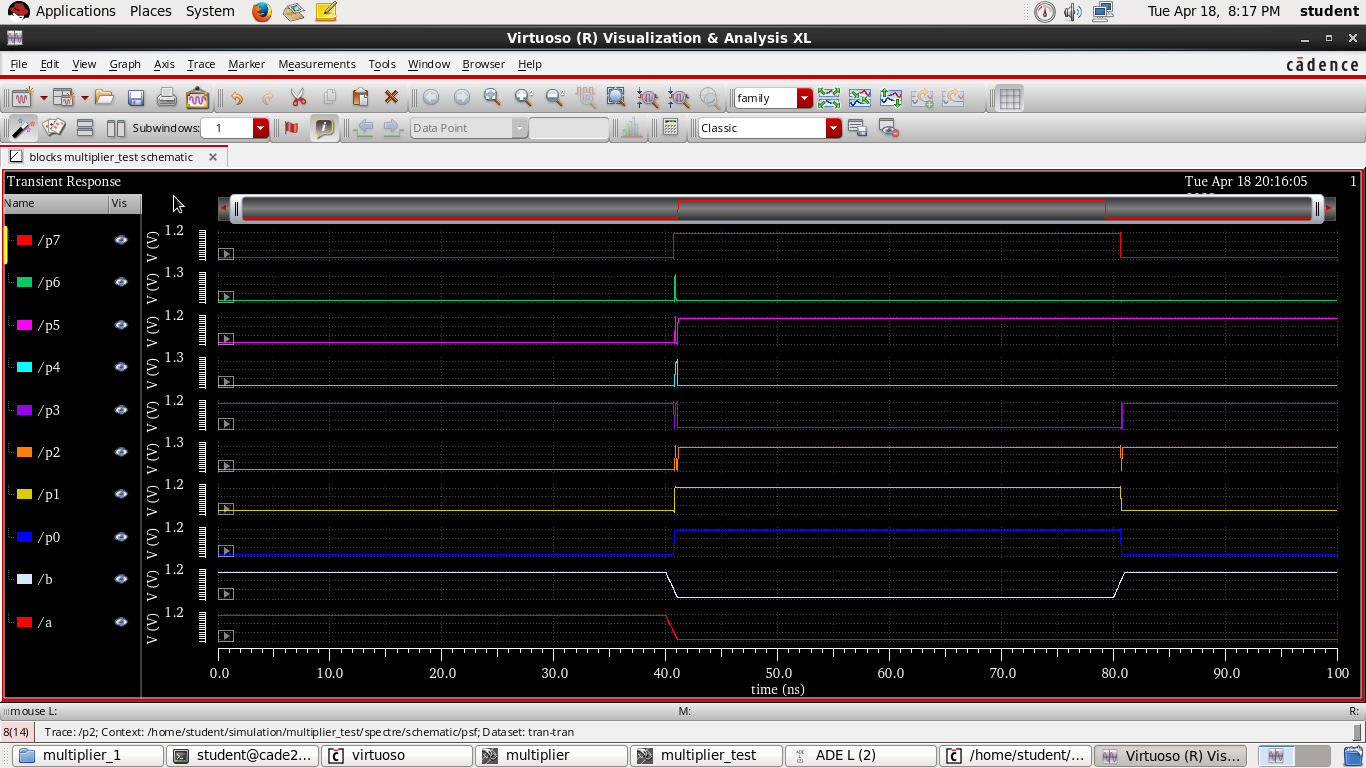 Applications Places System Tue Apr 18, 8:17 PM student
Virtuoso (R) Visualization & Analysis XL
File Edit View Graph Axis Trace Marker Measurements Tools Window Browser Help cādence
family
Subwindows: 1 Data Point Classic
blocks multiplier_test schematic
Transient Response Tue Apr 18 20:16:05 1
Name Vis
/p7 V (V) 1.2
/p6 V (V) 1.3
/p5 V (V) 1.2
/p4 V (V) 1.3
/p3 V (V) 1.2
/p2 V (V) 1.3
/p1 V (V) 1.2
/p0 V (V) 1.2
/b V (V) 1.2
/a V (V) 1.2
0.0 10.0 20.0 30.0 40.0 50.0 60.0 70.0 80.0 90.0 100
time (ns)
mouse L: M: R:
8(14) Trace: /p2; Context: /home/student/simulation/multiplier_test/spectre/schematic/psf; Dataset: tran-tran
multiplier_1 student@cade2... virtuoso multiplier multiplier_test ADE L (2) /home/student/... Virtuoso (R) Vis...